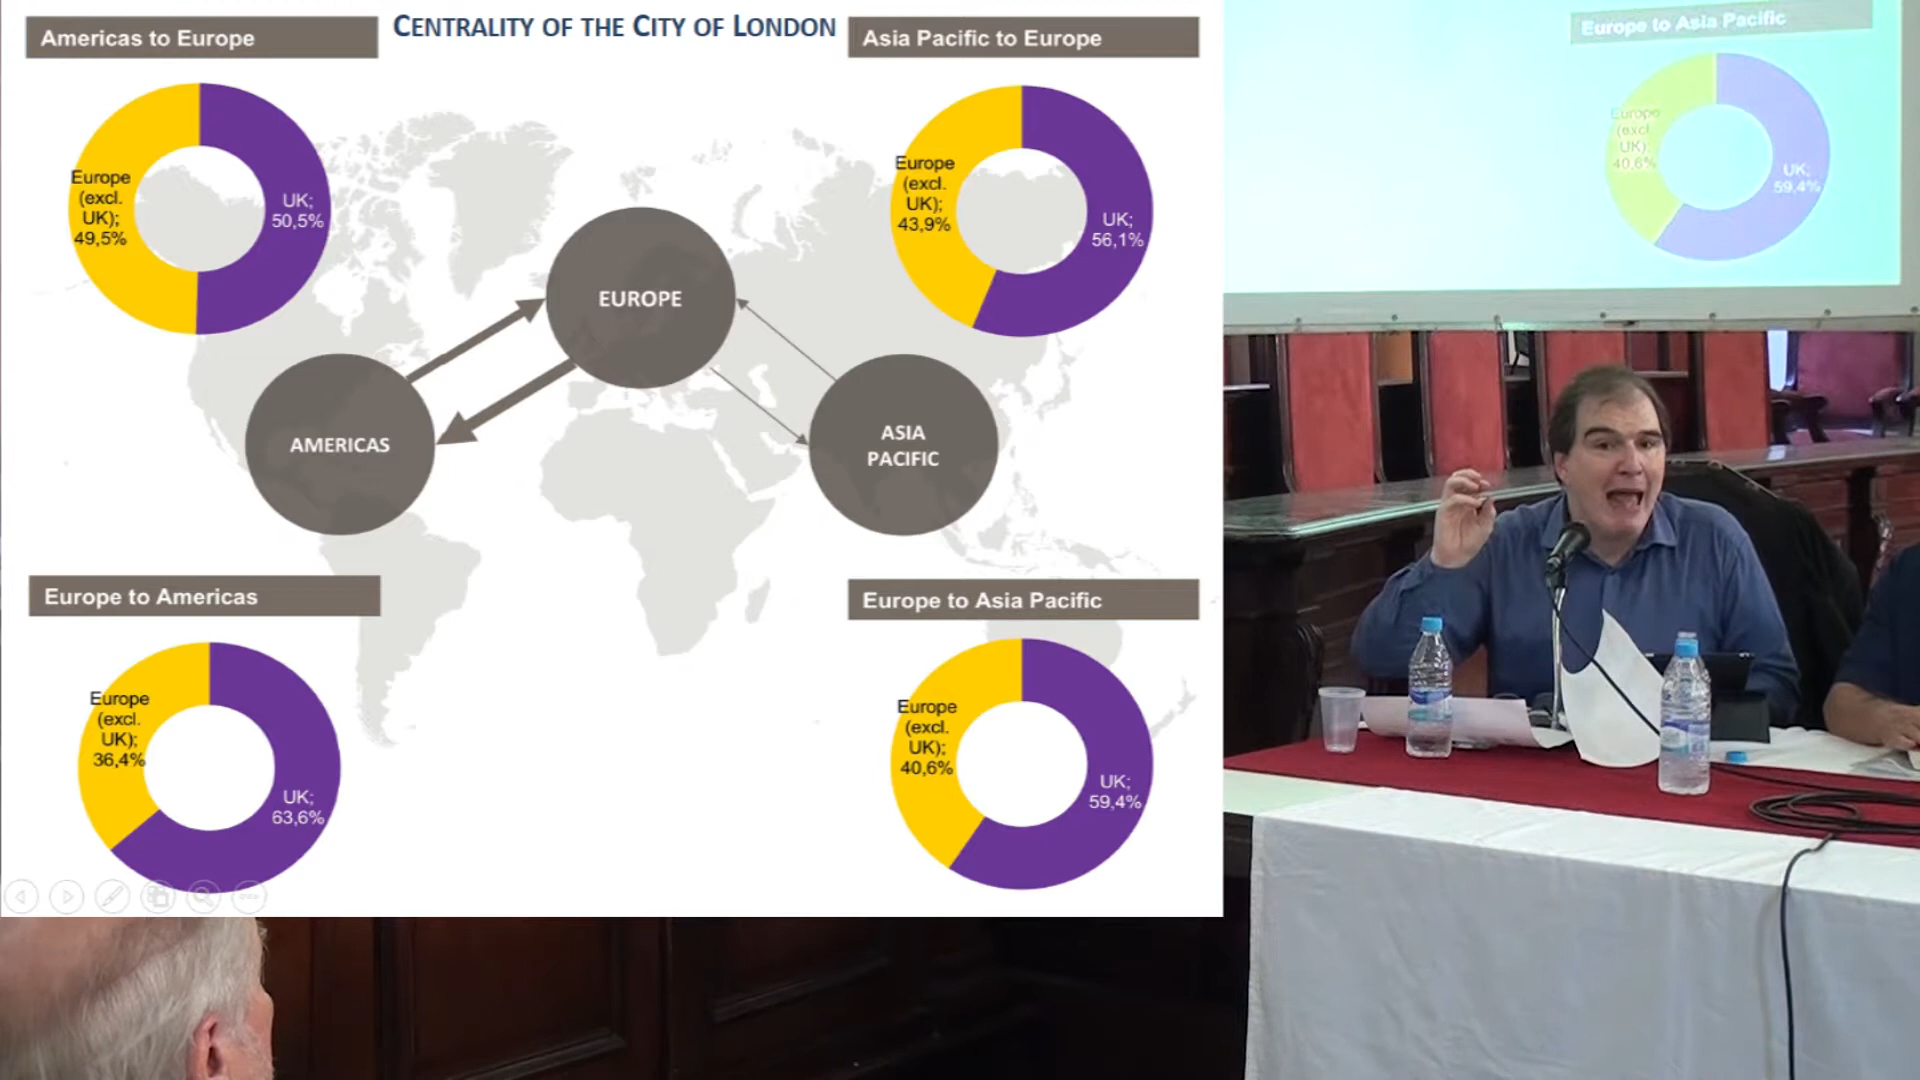 CENTRALITY OF THE CITY OF LONDON
Americas to Europe
Europe
(excl.
UK);
49,5%
UK;
50,5%
Asia Pacific to Europe
Europe
(excl.
UK);
43,9%
UK;
56,1%
EUROPE
AMERICAS
ASIA
PACIFIC
Europe to Americas
Europe
(excl.
UK);
36,4%
UK;
63,6%
Europe to Asia Pacific
Europe
(excl.
UK);
40,6%
UK;
59,4%
Europe to Asia Pacific
Europe
(excl.
UK);
40,6%
UK;
59,4%